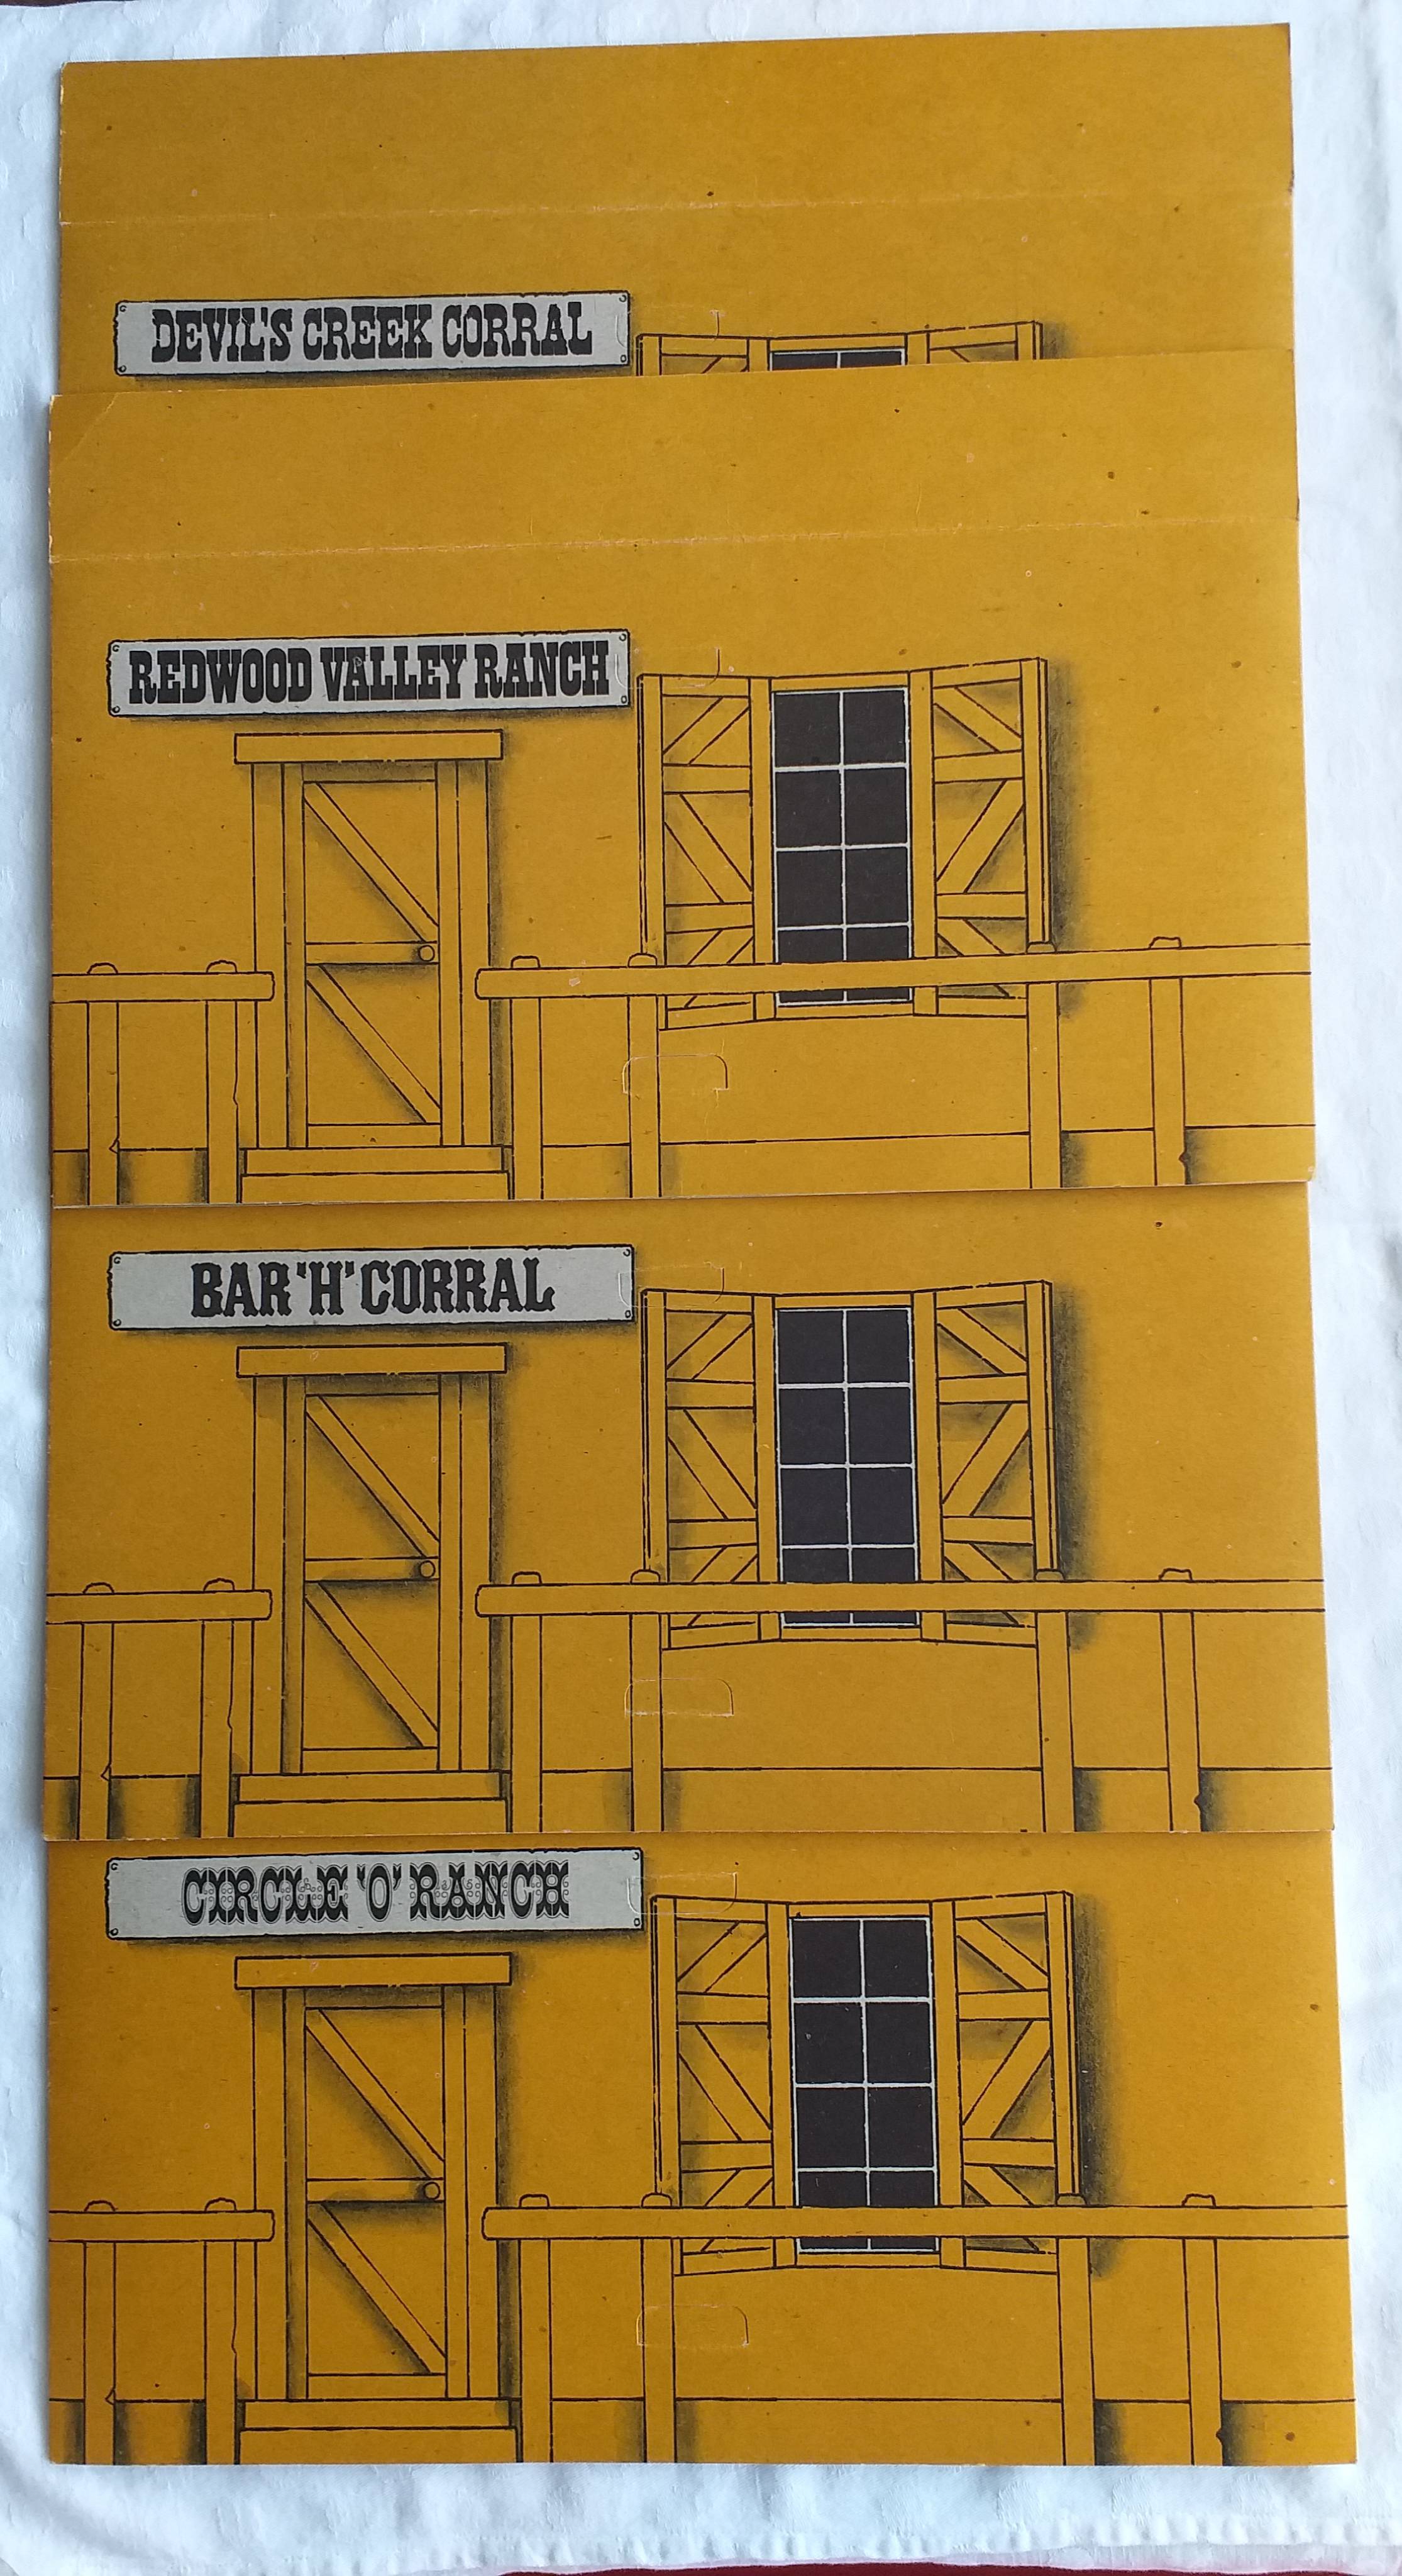 DEVIL'S CREEK CORRAL
REDWOOD VALLEY RANCH
BAR 'H' CORRAL
CIRCLE 'O' RANCH